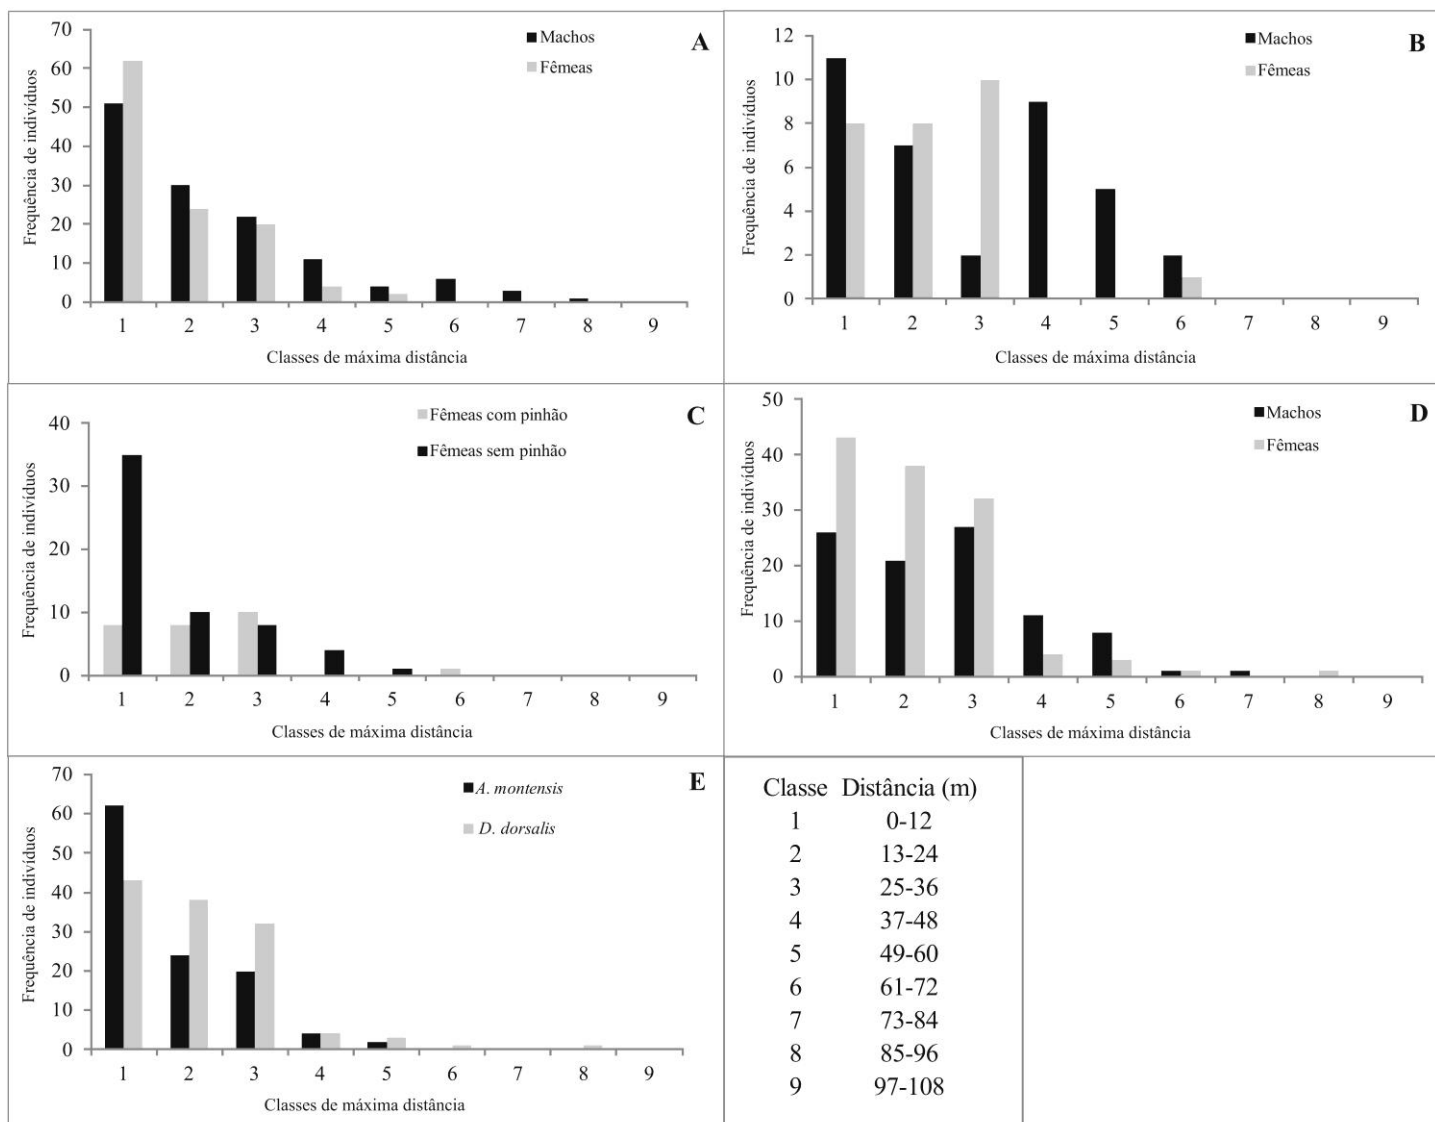 A
Machos
Fêmeas
Frequência de indivíduos
70
60
50
40
30
20
10
0
1 2 3 4 5 6 7 8 9
Classes de máxima distância
B
Machos
Fêmeas
Frequência de indivíduos
12
10
8
6
4
2
0
1 2 3 4 5 6 7 8 9
Classes de máxima distância
C
Fêmeas com pinhão
Fêmeas sem pinhão
Frequência de indivíduos
40
30
20
10
0
1 2 3 4 5 6 7 8 9
Classes de máxima distância
D
Machos
Fêmeas
Frequência de indivíduos
50
40
30
20
10
0
1 2 3 4 5 6 7 8 9
Classes de máxima distância
E
A. montensis
D. dorsalis
Frequência de indivíduos
70
60
50
40
30
20
10
0
1 2 3 4 5 6 7 8 9
Classes de máxima distância
Classe Distância (m)
1 0-12
2 13-24
3 25-36
4 37-48
5 49-60
6 61-72
7 73-84
8 85-96
9 97-108